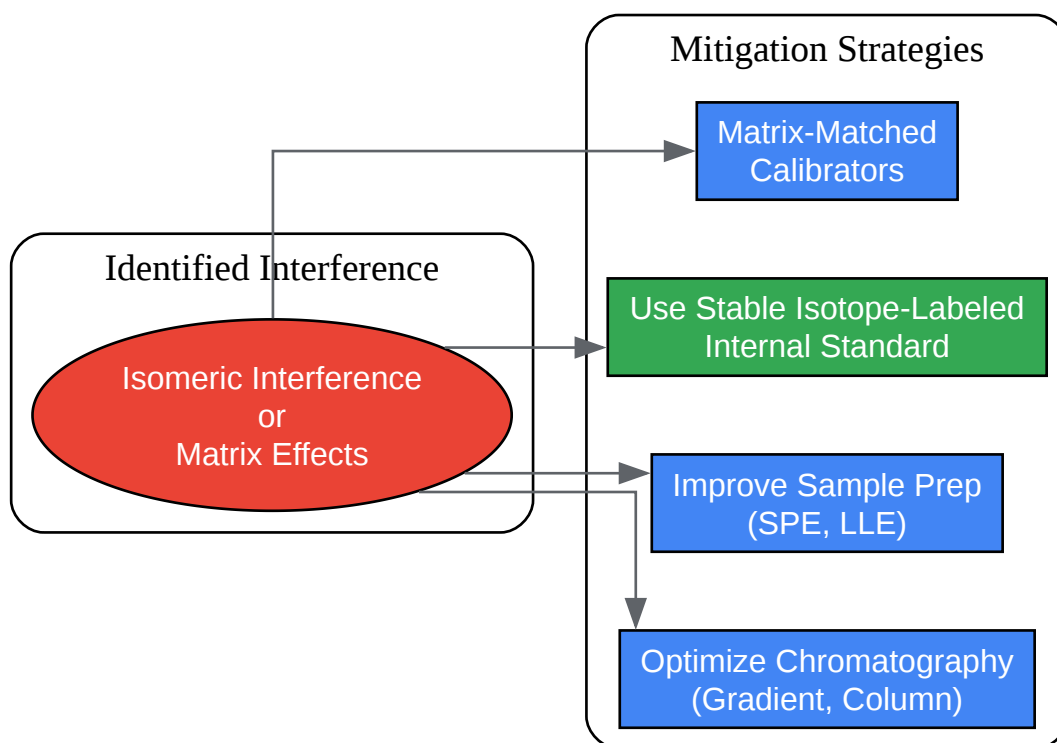 Mitigation Strategies
Matrix-Matched
Calibrators
Identified Interference
Isomeric Interference
or
Matrix Effects
Use Stable Isotope-Labeled
Internal Standard
Improve Sample Prep
(SPE, LLE)
Optimize Chromatography
(Gradient, Column)